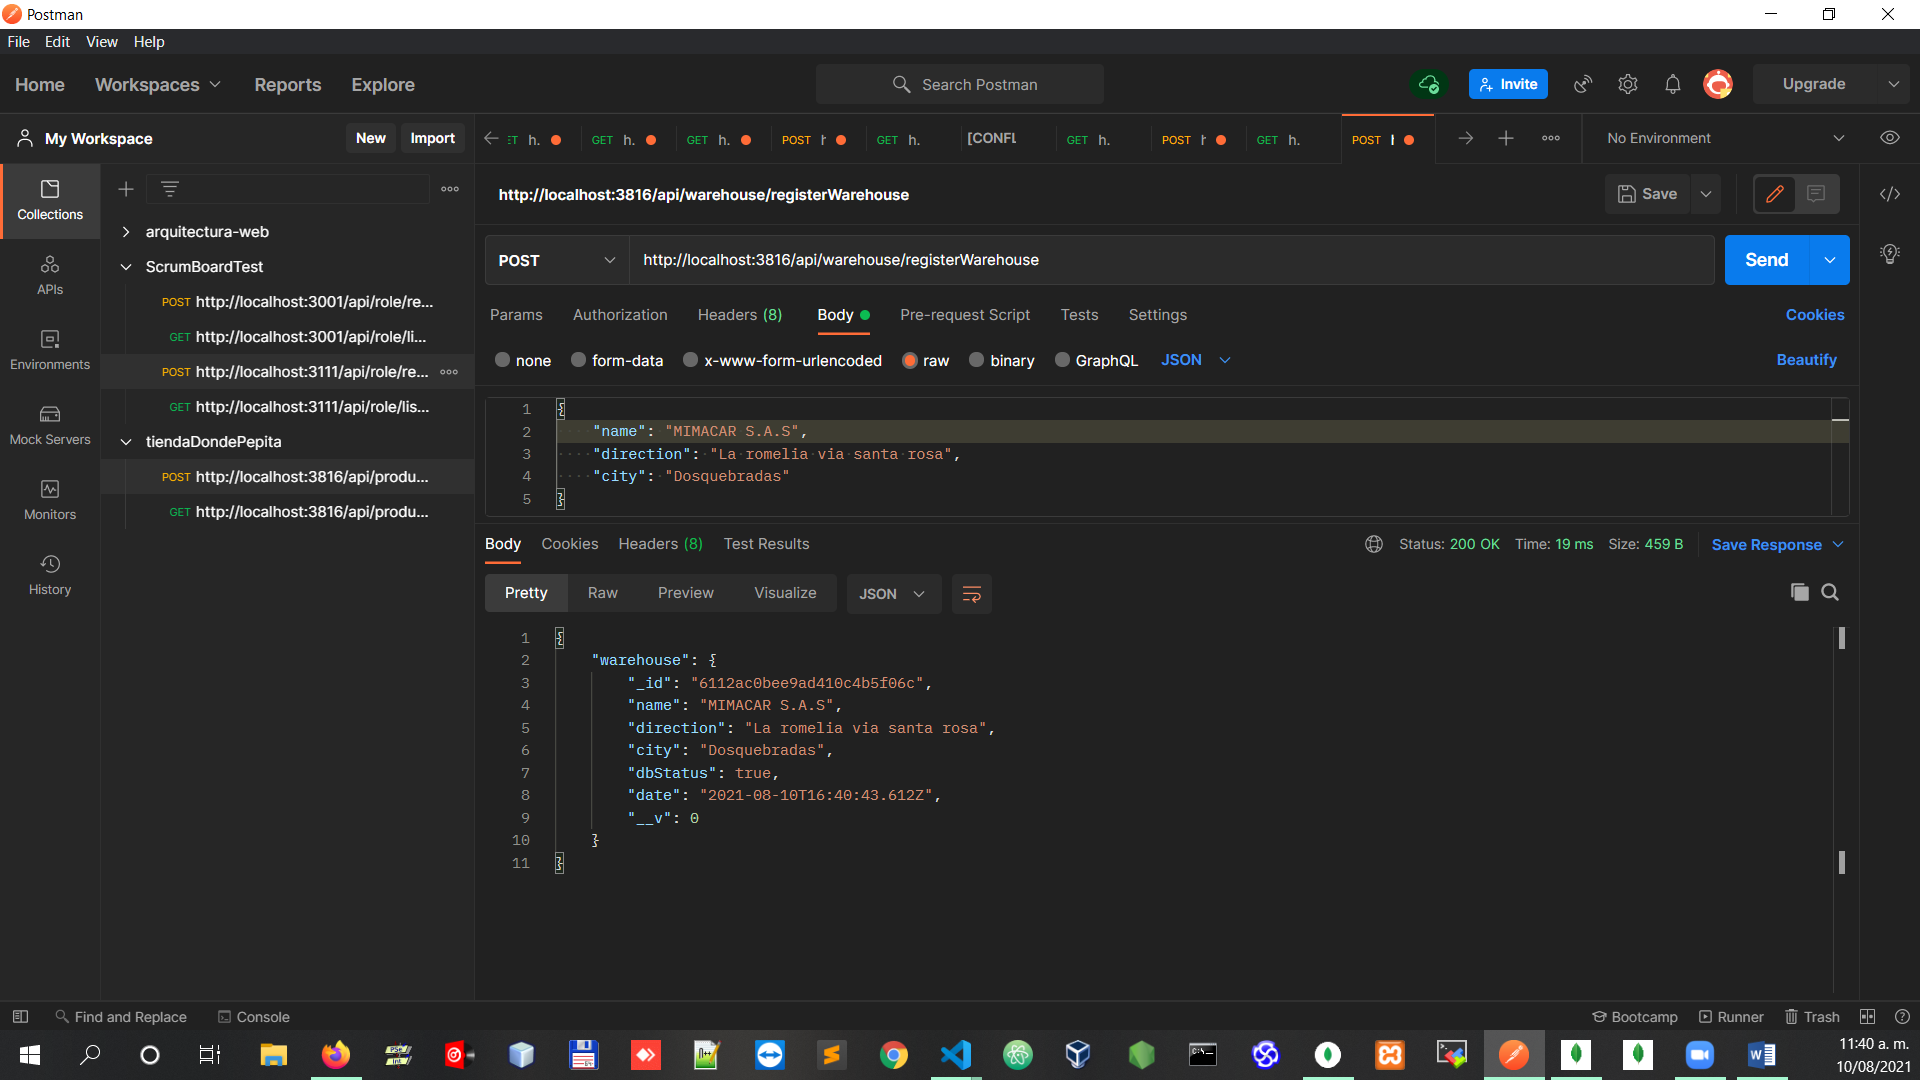 Postman
File Edit View Help
Home Workspaces Reports Explore Search Postman Invite Upgrade
My Workspace New Import
h. GET h. GET h. POST GET h. [CONFL GET h. POST GET h. POST No Environment
http://localhost:3816/api/warehouse/registerWarehouse Save
Collections
arquitectura-web
ScrumBoardTest
POST http://localhost:3001/api/role/re...
GET http://localhost:3001/api/role/li...
POST http://localhost:3111/api/role/re...
GET http://localhost:3111/api/role/lis...
tiendaDondePepita
POST http://localhost:3816/api/produ...
GET http://localhost:3816/api/produ...
APIs
Environments
Mock Servers
Monitors
History
POST http://localhost:3816/api/warehouse/registerWarehouse Send
Params Authorization Headers (8) Body Pre-request Script Tests Settings Cookies
none form-data x-www-form-urlencoded raw binary GraphQL JSON Beautify
1 {
2 "name": "MIMACAR S.A.S",
3 "direction": "La romelia via santa rosa",
4 "city": "Dosquebradas"
5 }
Body Cookies Headers (8) Test Results Status: 200 OK Time: 19 ms Size: 459 B Save Response
Pretty Raw Preview Visualize JSON
1 {
2 "warehouse": {
3 "_id": "6112ac0bee9ad410c4b5f06c",
4 "name": "MIMACAR S.A.S",
5 "direction": "La romelia via santa rosa",
6 "city": "Dosquebradas",
7 "dbStatus": true,
8 "date": "2021-08-10T16:40:43.612Z",
9 "__v": 0
10 }
11 }
Find and Replace Console Bootcamp Runner Trash
11:40 a. m.
10/08/2021